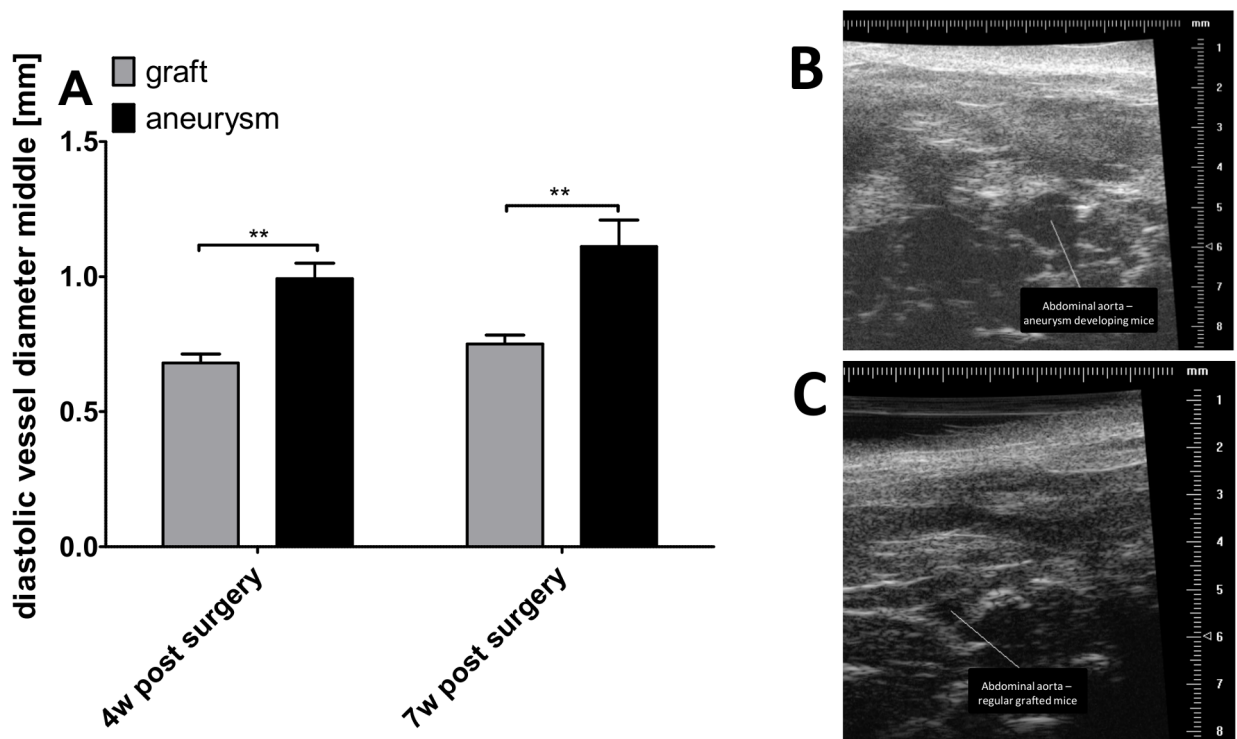 A
graft
aneurysm
diastolic vessel diameter middle [mm]
1.5
1.0
0.5
0.0
**
**
4w post surgery
7w post surgery
B
mm
1
2
3
4
5
6
7
8
Abdominal aorta –
aneurysm developing mice
C
mm
1
2
3
4
5
6
7
8
Abdominal aorta –
regular grafted mice